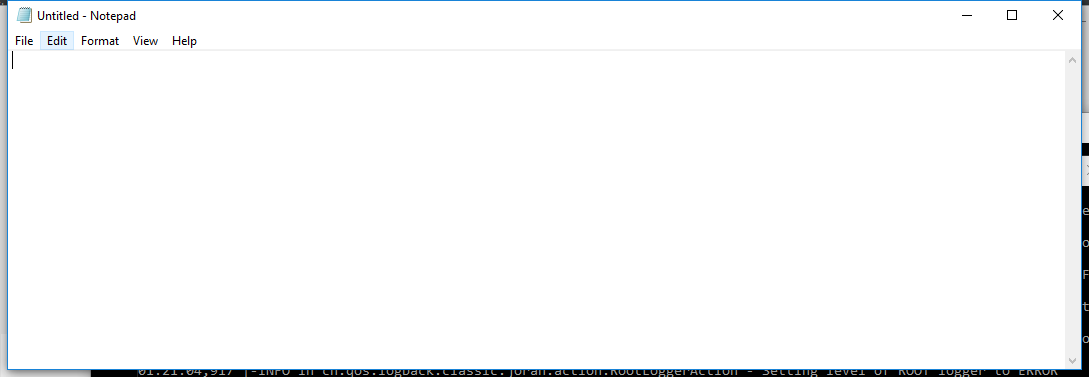 Untitled - Notepad
File Edit Format View Help
e
o
F
t
o
01:21:04,917 |-INFO in ch.qos.logback.classic.joran.action.RootLoggerAction - Setting level of ROOT logger to ERROR